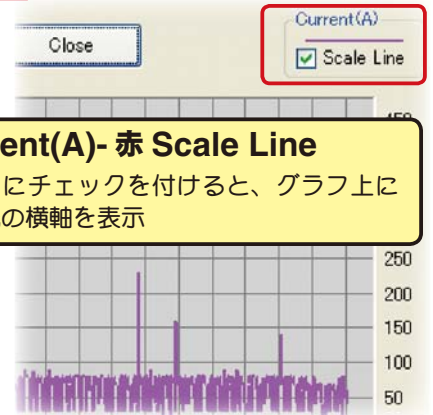 Current(A)
Close
Scale Line
ent(A)- 赤 Scale Line
にチェックを付けると、グラフ上に
の横軸を表示
250
200
150
100
50